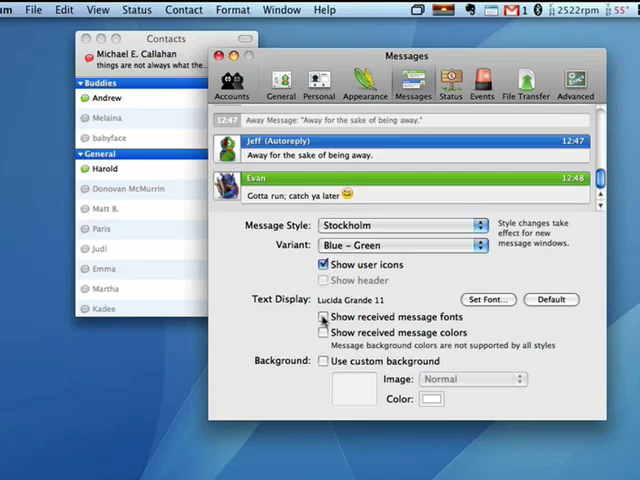 um File Edit View Status Contact Format Window Help
1
2522rpm
55°
Contacts
Michael E. Callahan
things are not always what the...
Buddies
Andrew
Melaina
babyface
General
Harold
Donovan McMurrin
Matt B.
Paris
Judi
Emma
Martha
Kadee
Messages
Accounts General Personal Appearance Messages Status Events File Transfer Advanced
12:47 Away Message: "Away for the sake of being away."
Jeff (Autoreply) 12:47
Away for the sake of being away.
Evan 12:48
Gotta run; catch ya later
Message Style: Stockholm
Variant: Blue - Green
Style changes take
effect for new
message windows.
Show user icons
Show header
Text Display: Lucida Grande 11 Set Font... Default
Show received message fonts
Show received message colors
Message background colors are not supported by all styles
Background: Use custom background
Image: Normal
Color: